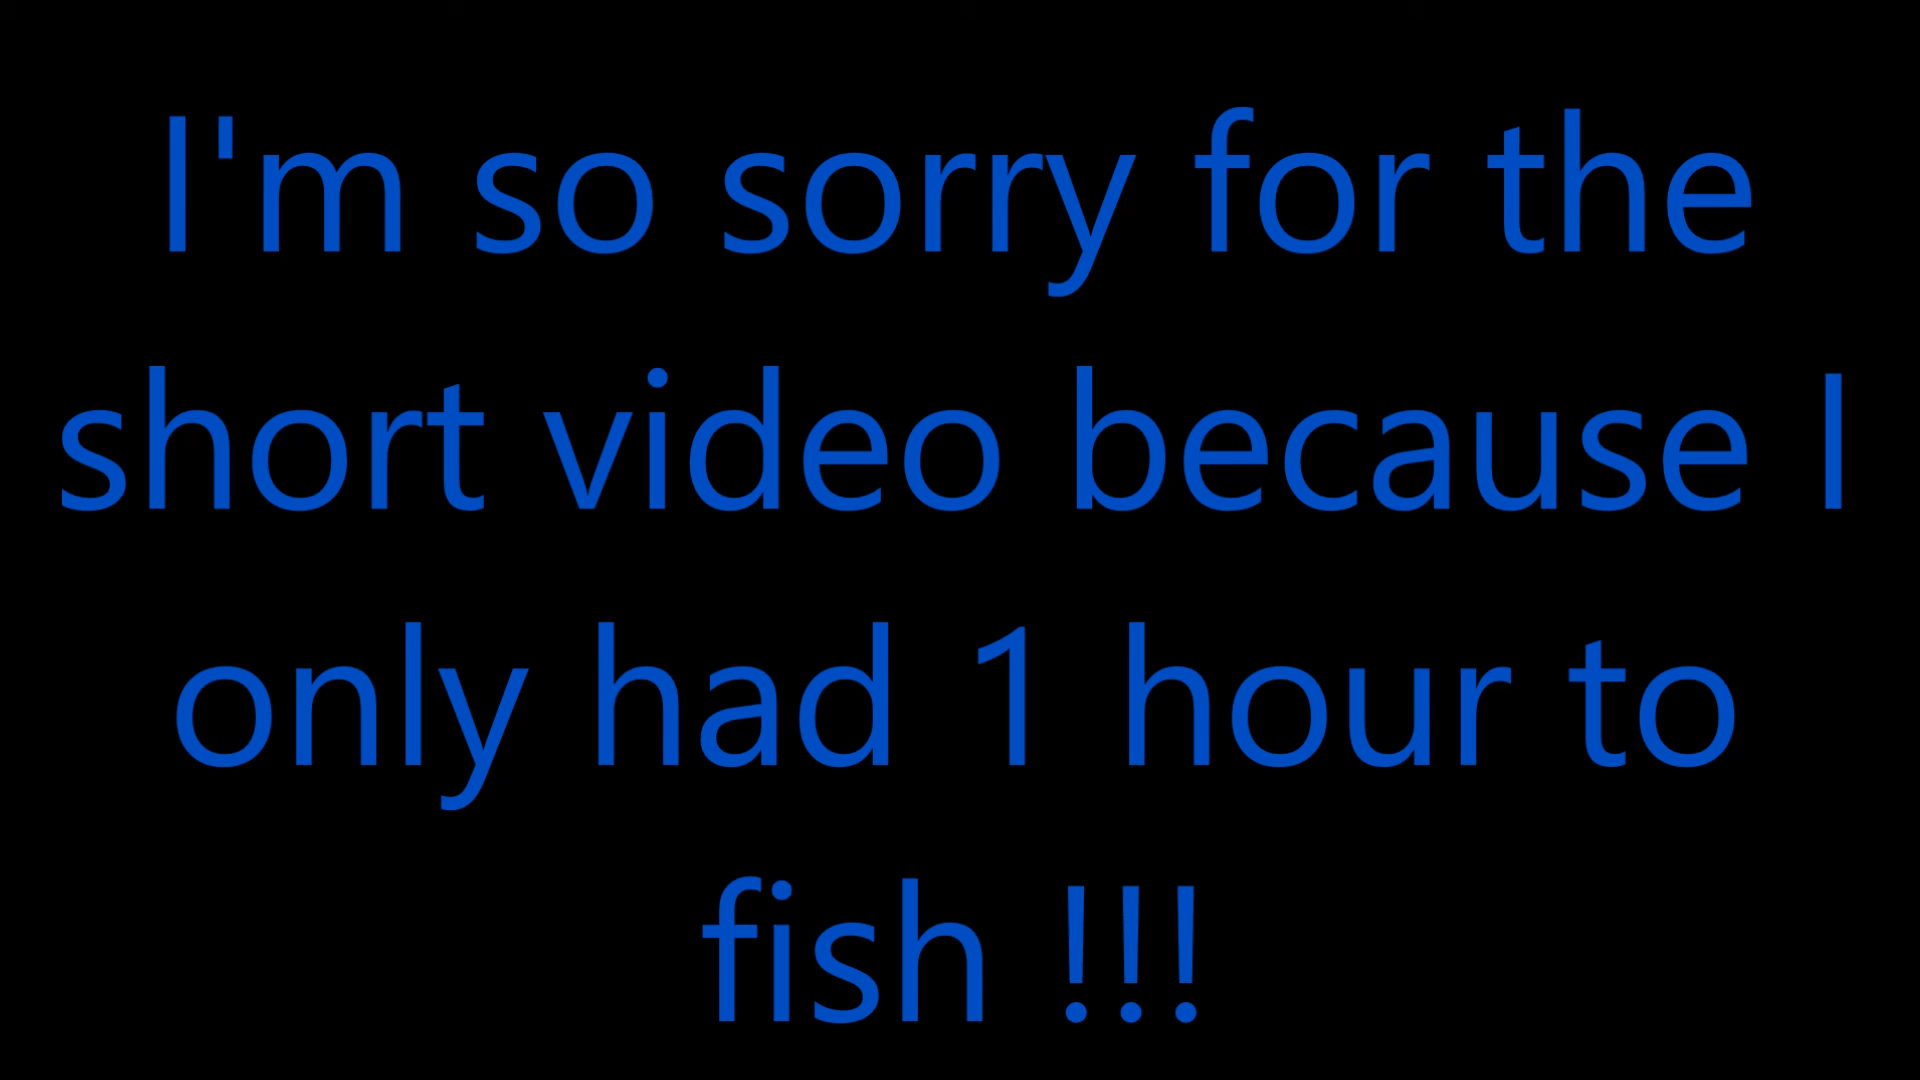 I'm so sorry for the
short video because I
only had 1 hour to
fish !!!